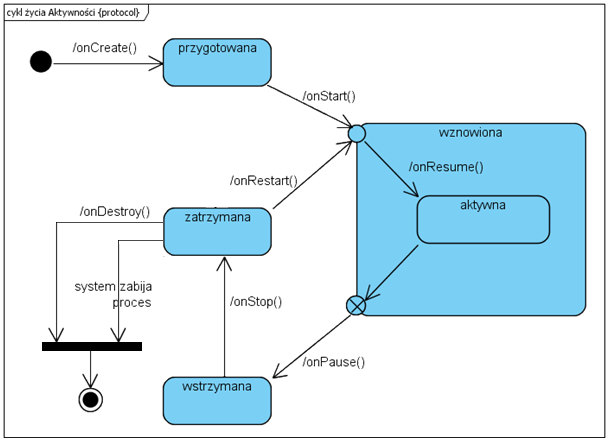 cykl życia Aktywności {protocol}
/onCreate()
przygotowana
/onStart()
wznowiona
/onResume()
aktywna
/onRestart()
zatrzymana
/onDestroy()
system zabija
proces
/onStop()
/onPause()
wstrzymana